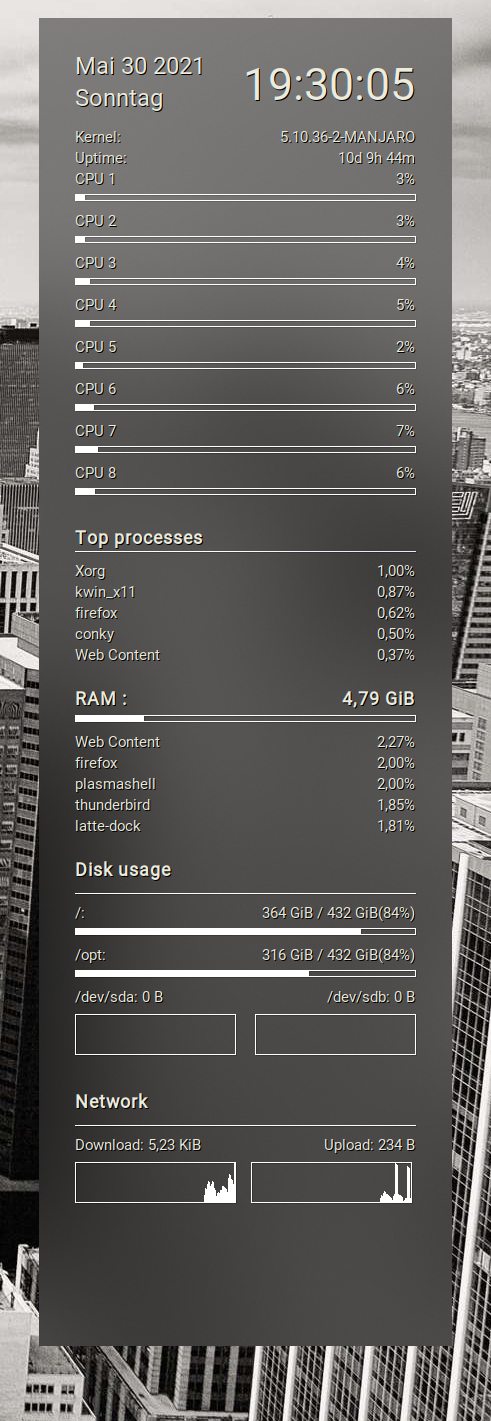 Mai 30 2021
Sonntag
19:30:05
Kernel: 5.10.36-2-MANJARO
Uptime: 10d 9h 44m
CPU 1 3%
CPU 2 3%
CPU 3 4%
CPU 4 5%
CPU 5 2%
CPU 6 6%
CPU 7 7%
CPU 8 6%
Top processes
Xorg 1,00%
kwin_x11 0,87%
firefox 0,62%
conky 0,50%
Web Content 0,37%
RAM : 4,79 GiB
Web Content 2,27%
firefox 2,00%
plasmashell 2,00%
thunderbird 1,85%
latte-dock 1,81%
Disk usage
/: 364 GiB / 432 GiB(84%)
/opt: 316 GiB / 432 GiB(84%)
/dev/sda: 0 B /dev/sdb: 0 B
Network
Download: 5,23 KiB Upload: 234 B